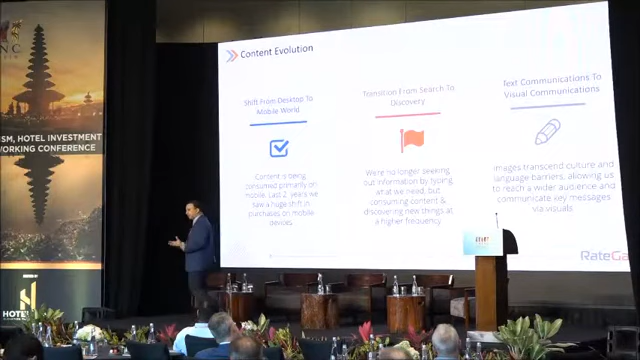 NC
SM, HOTEL INVESTMENT
WORKING CONFERENCE
HOTE
Content Evolution
Shift From Desktop To
Mobile World
Content is being
consumed primarily on
mobile. Last 2 years we
saw a huge shift in
purchases on mobile
devices.
Transition From Search To
Discovery
We're no longer seeking
out information by typing
what we need, but
consuming content &
discovering new things at
a higher frequency
Text Communications To
Visual Communications
Images transcend culture and
language barriers, allowing us
to reach a wider audience and
communicate key messages
via visuals.
RateGa